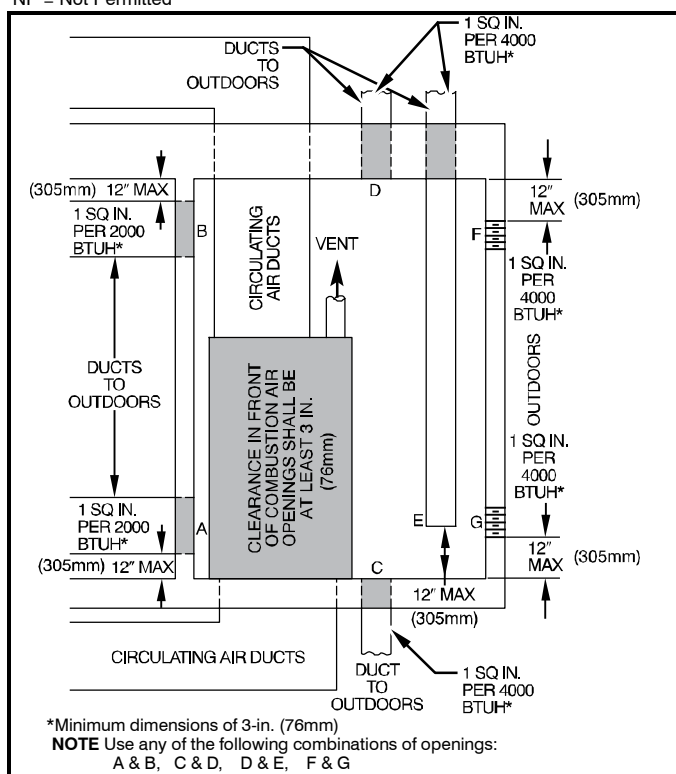 NP = Not Permitted
1 SQ IN.
PER 4000
BTUH*
DUCTS
TO
OUTDOORS
D
(305mm) 12″ MAX
1 SQ IN.
PER 2000
BTUH*
B
CIRCULATING
AIR DUCTS
VENT
12″
MAX
(305mm)
F
1 SQ IN.
PER
4000
BTUH*
DUCTS
TO
OUTDOORS
OUTDOORS
CLEARANCE IN FRONT
OF COMBUSTION AIR
OPENINGS SHALL BE
AT LEAST 3 IN.
(76mm)
1 SQ IN.
PER
4000
BTUH*
1 SQ IN.
PER 2000
BTUH*
A
E
G
(305mm) 12″ MAX
C
12″ MAX
(305mm)
12″
MAX
(305mm)
CIRCULATING AIR DUCTS
DUCT
TO
OUTDOORS
1 SQ IN.
PER 4000
BTUH*
*Minimum dimensions of 3-in. (76mm)
NOTE Use any of the following combinations of openings:
A & B, C & D, D & E, F & G